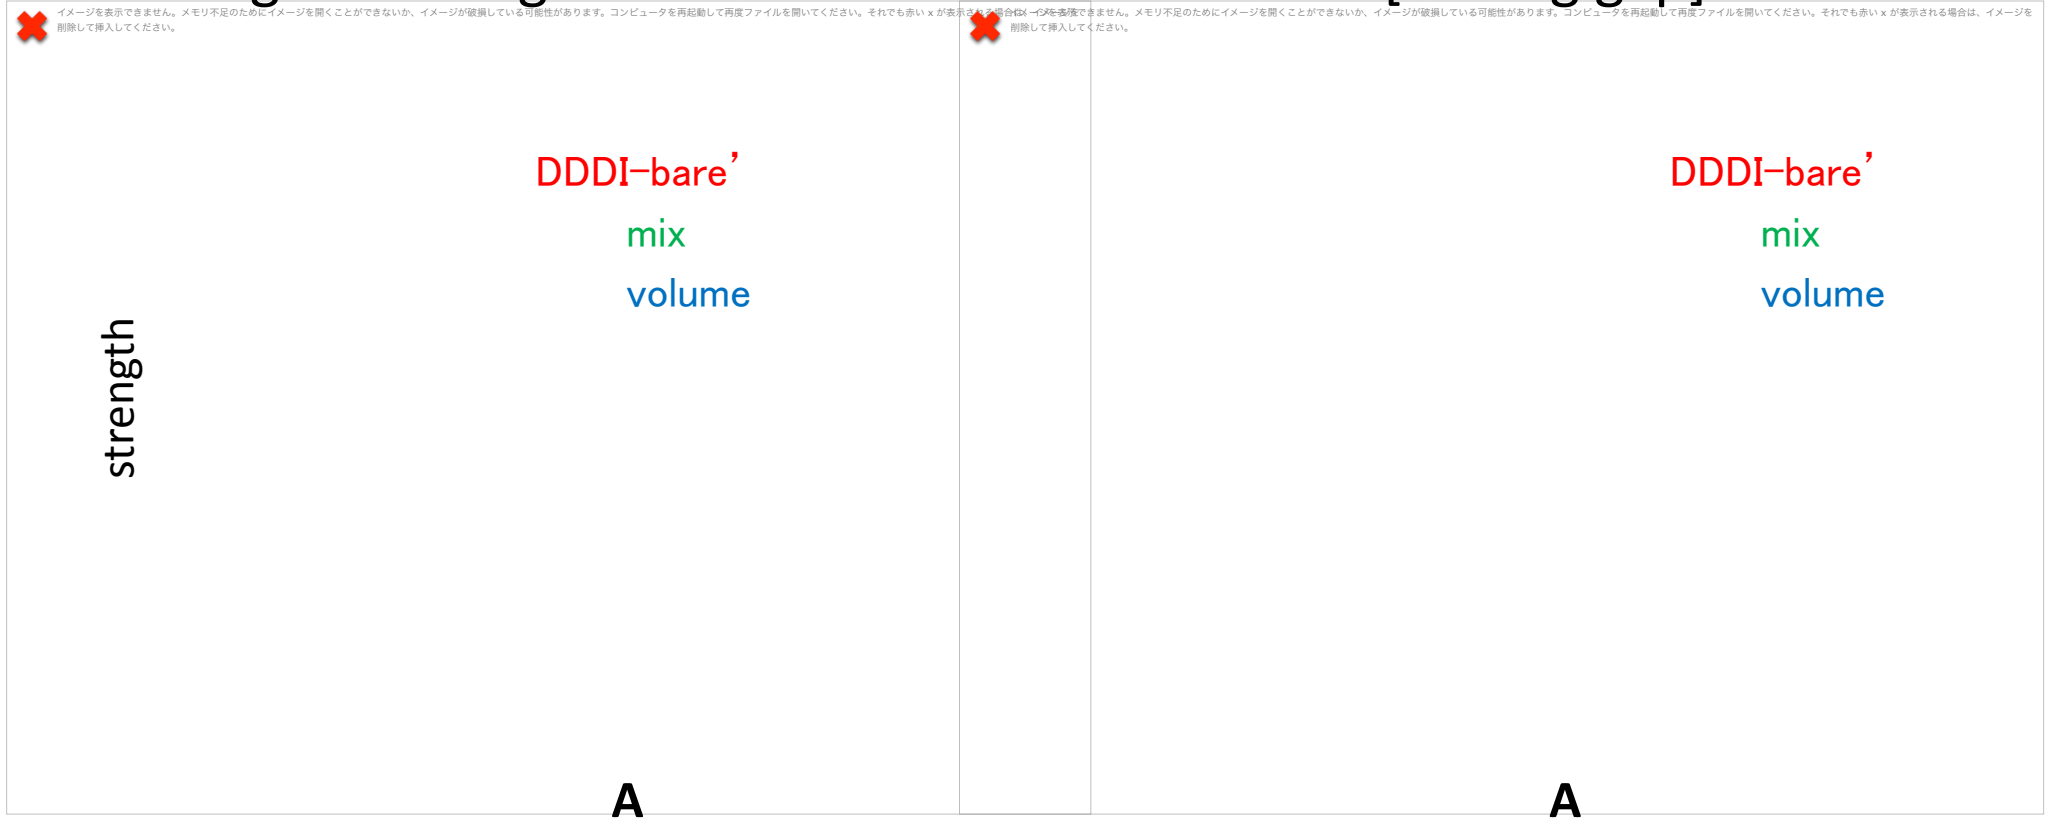 イメージを表示できません。メモリ不足のためにイメージを開くことができないか、イメージが破損している可能性があります。コンピュータを再起動して再度ファイルを開いてください。それでも赤い x が表示される場合は、イメージを
削除して挿入してください。
DDDI-bare’
mix
volume
strength
A
イメージを表示できません。メモリ不足のためにイメージを開くことができないか、イメージが破損している可能性があります。コンピュータを再起動して再度ファイルを開いてください。それでも赤い x が表示される場合は、イメージを
削除して挿入してください。
DDDI-bare’
mix
volume
A